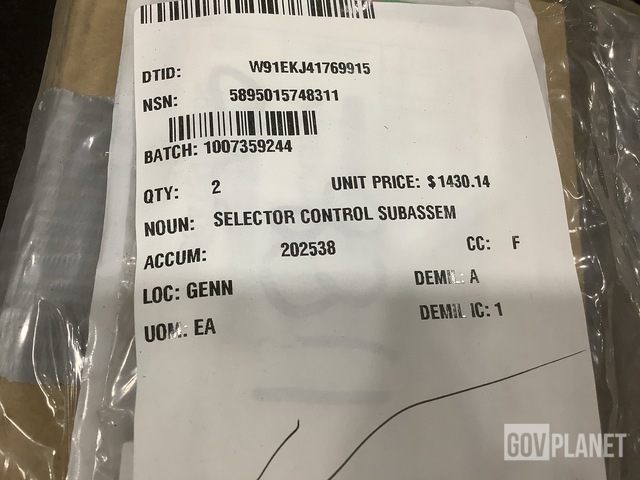 DTID: W91EKJ41769915
NSN: 5895015748311
BATCH: 1007359244
QTY: 2 UNIT PRICE: $1430.14
NOUN: SELECTOR CONTROL SUBASSEM
ACCUM: 202538 CC: F
LOC: GENN DEMIL: A
UOM: EA DEMIL IC: 1
GOVPLANET